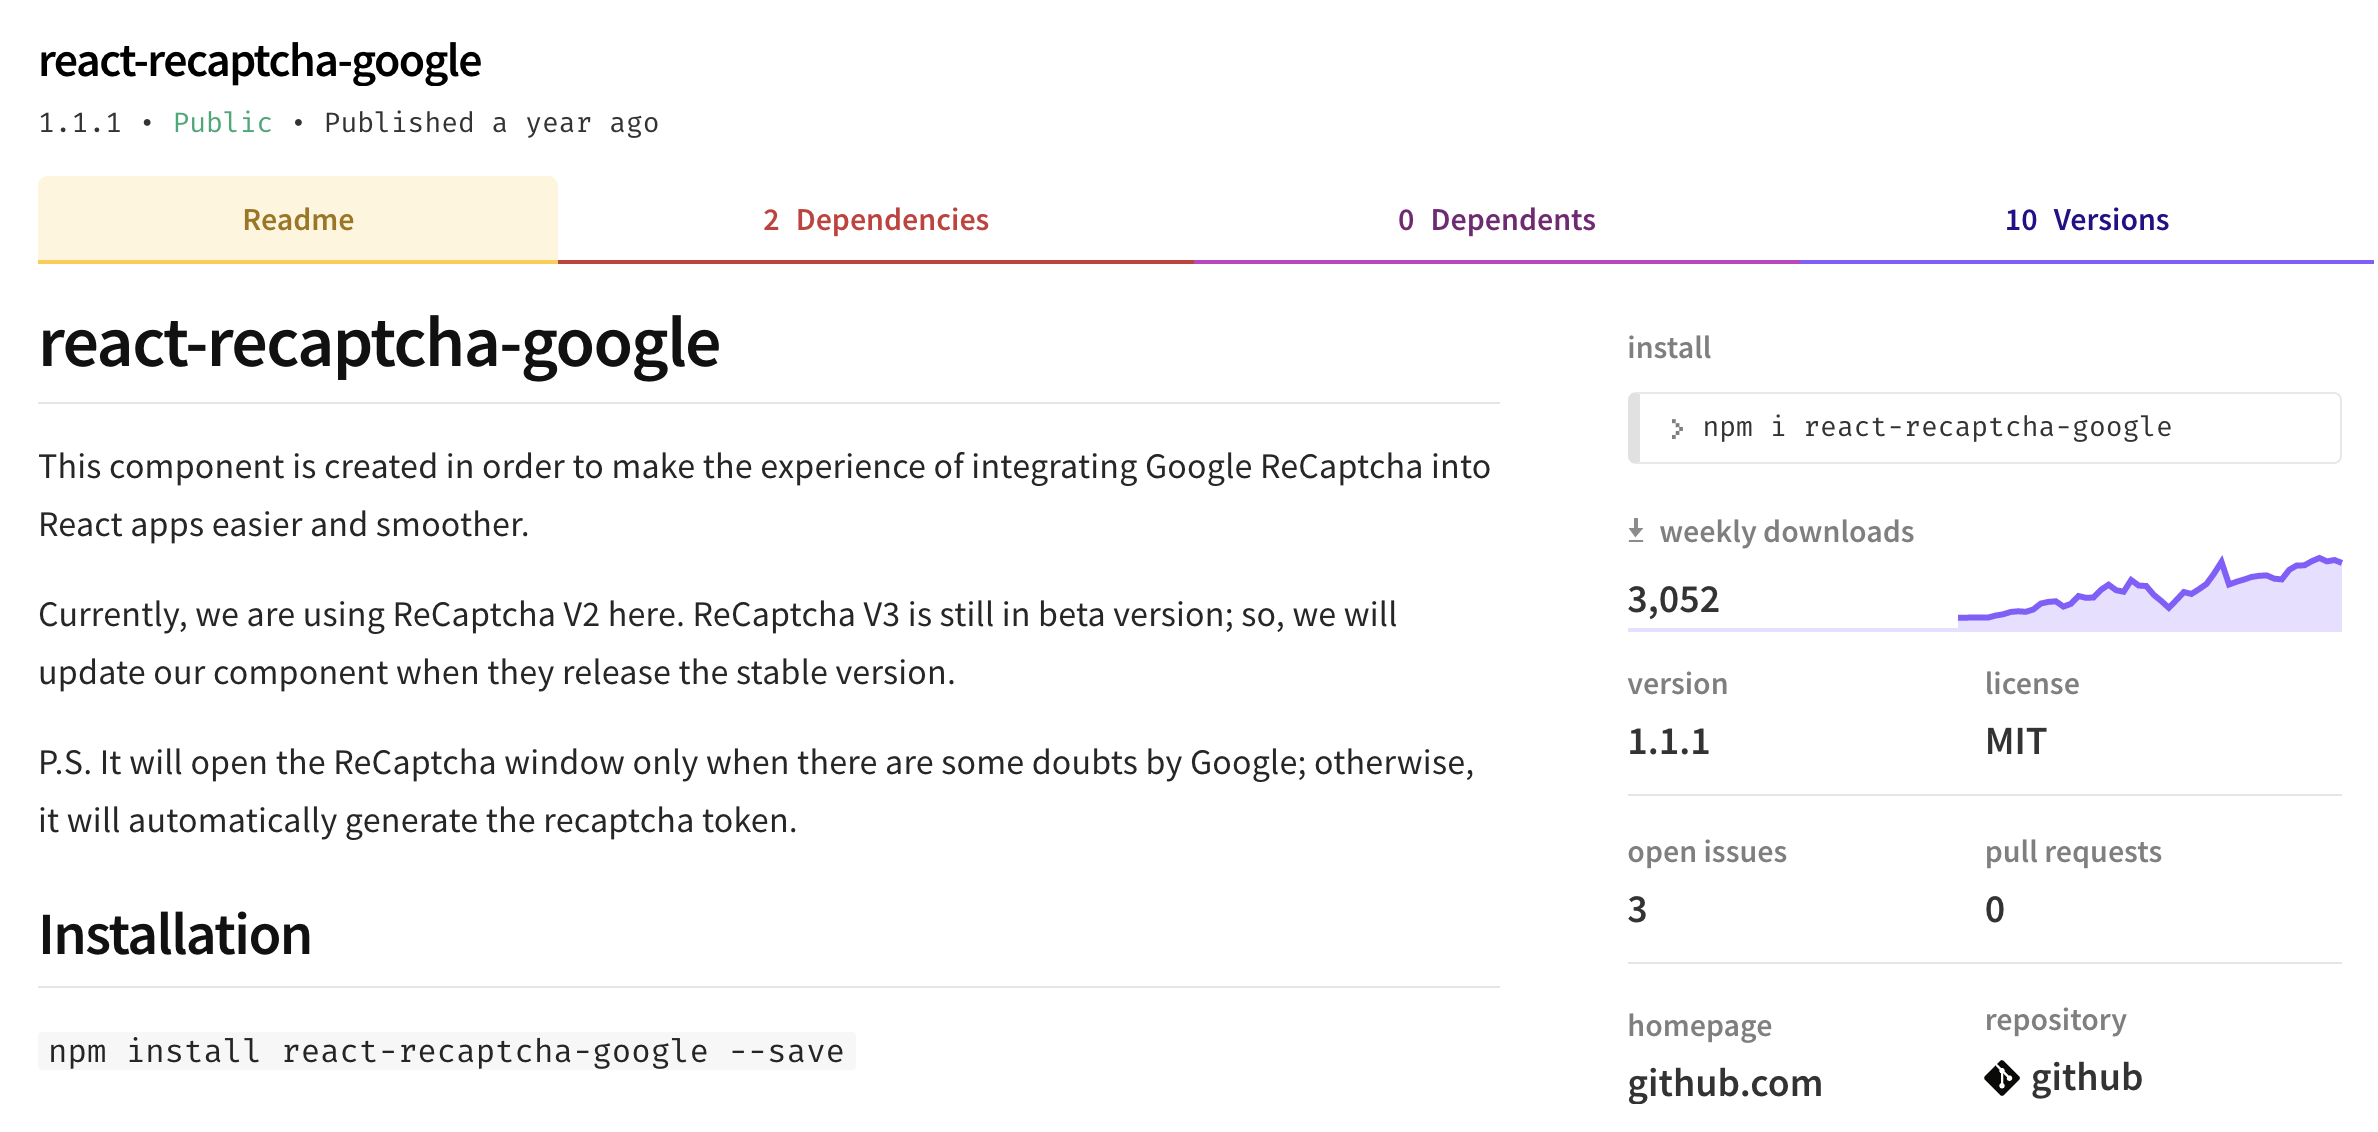 react-recaptcha-google
1.1.1 • Public • Published a year ago
Readme
2 Dependencies
0 Dependents
10 Versions
react-recaptcha-google
This component is created in order to make the experience of integrating Google ReCaptcha into
React apps easier and smoother.
Currently, we are using ReCaptcha V2 here. ReCaptcha V3 is still in beta version; so, we will
update our component when they release the stable version.
P.S. It will open the ReCaptcha window only when there are some doubts by Google; otherwise,
it will automatically generate the recaptcha token.
Installation
npm install react-recaptcha-google --save
install
npm i react-recaptcha-google
weekly downloads
3,052
version
1.1.1
license
MIT
open issues
3
pull requests
0
homepage
github.com
repository
github